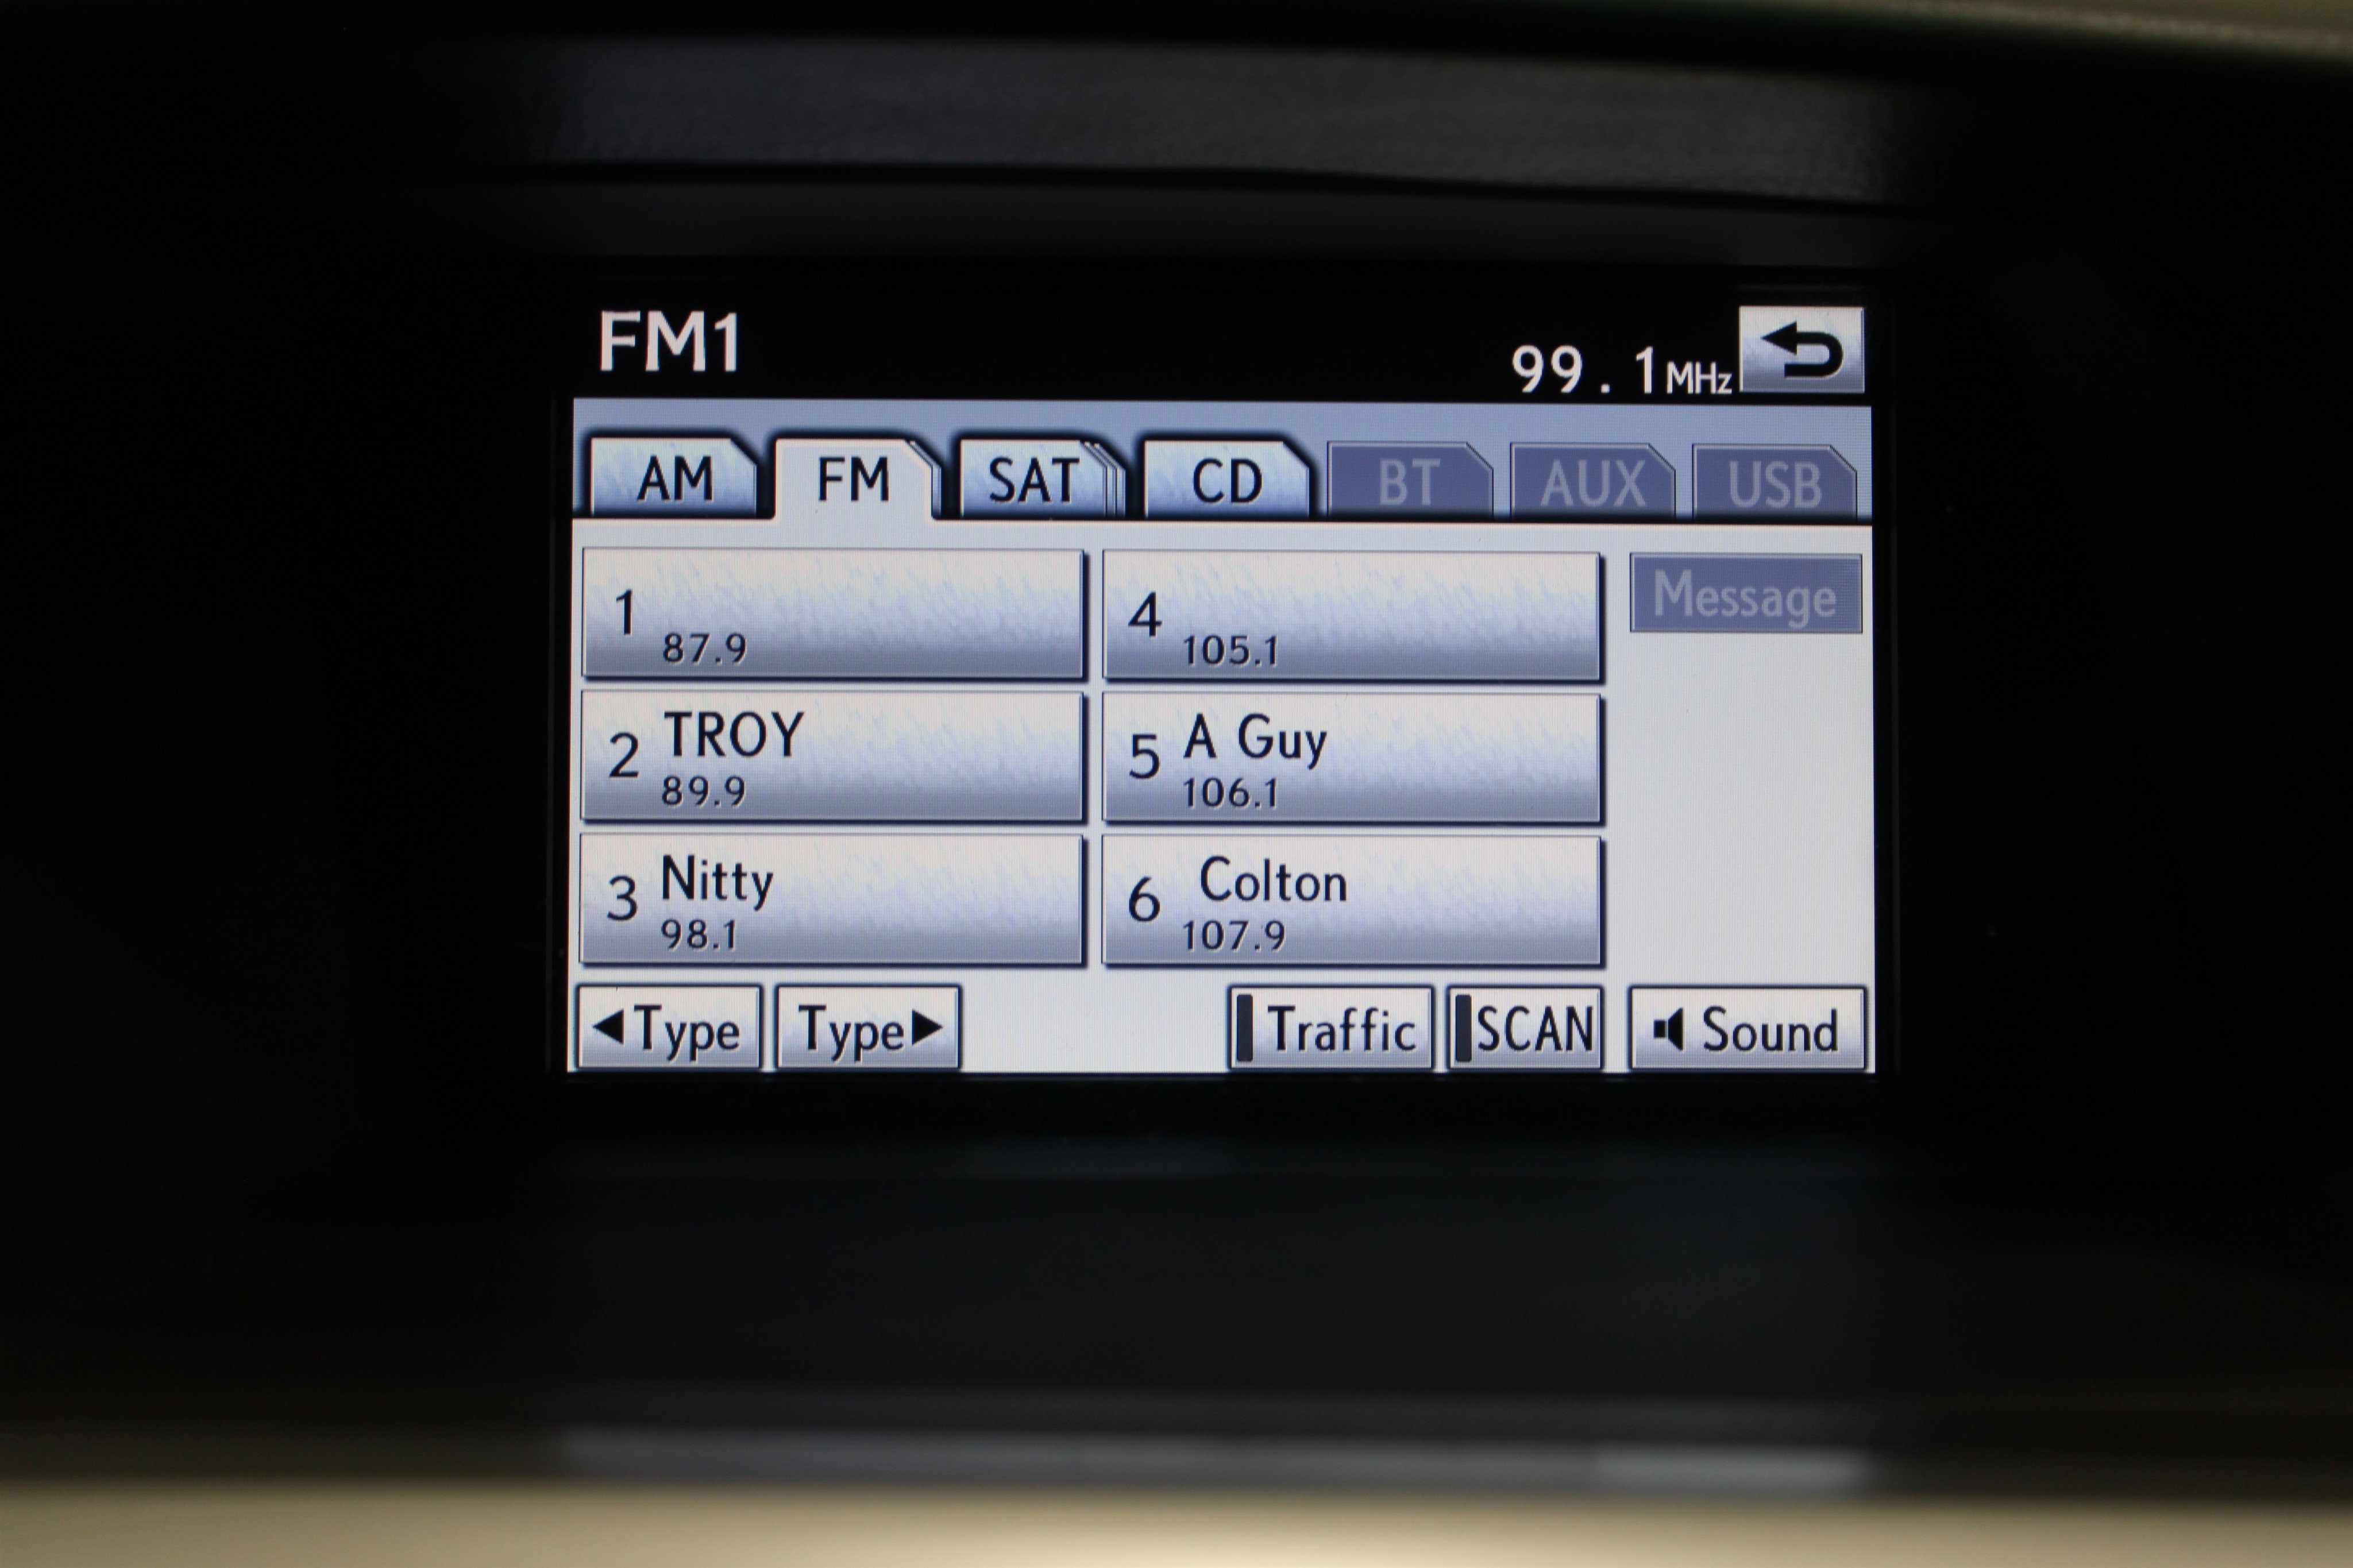 FM1
99.1MHz
AM FM SAT CD BT AUX USB
1
87.9
4
105.1
Message
2 TROY
89.9
5 A Guy
106.1
3 Nitty
98.1
6 Colton
107.9
◀Type Type▶ Traffic SCAN Sound